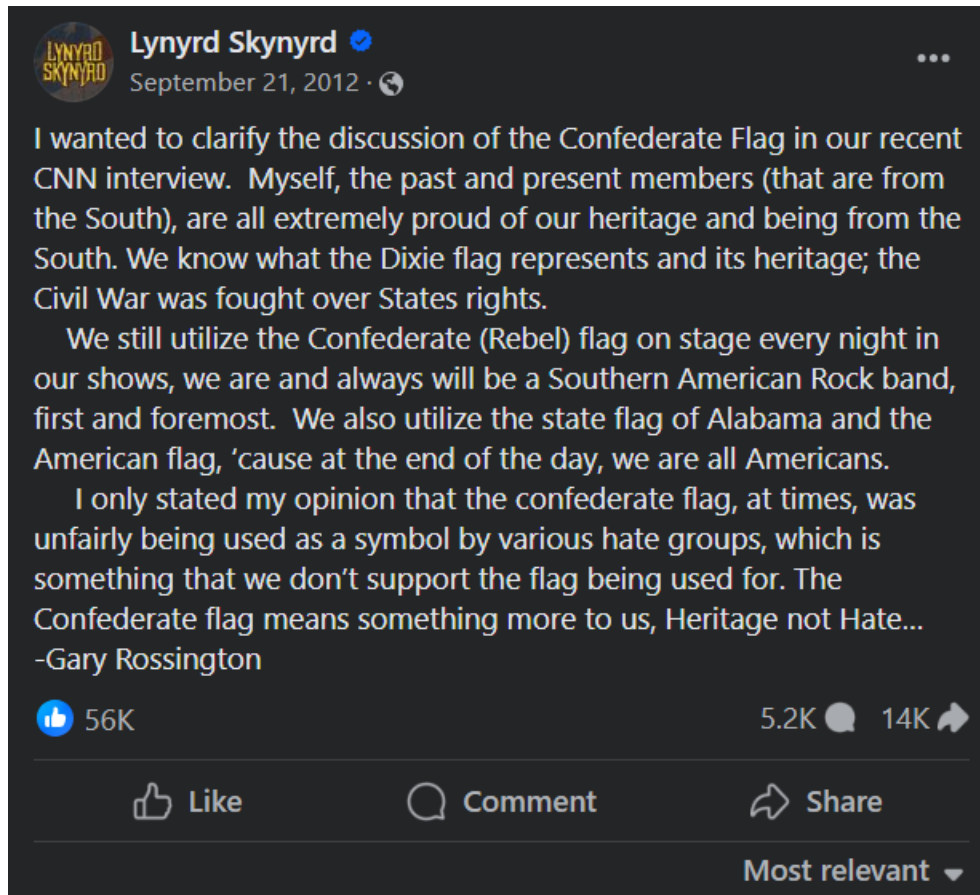 LYNYRD
SKYNYRD
Lynyrd Skynyrd
September 21, 2012 ·
I wanted to clarify the discussion of the Confederate Flag in our recent
CNN interview.  Myself, the past and present members (that are from
the South), are all extremely proud of our heritage and being from the
South. We know what the Dixie flag represents and its heritage; the
Civil War was fought over States rights.
We still utilize the Confederate (Rebel) flag on stage every night in
our shows, we are and always will be a Southern American Rock band,
first and foremost.  We also utilize the state flag of Alabama and the
American flag, ‘cause at the end of the day, we are all Americans.
I only stated my opinion that the confederate flag, at times, was
unfairly being used as a symbol by various hate groups, which is
something that we don’t support the flag being used for. The
Confederate flag means something more to us, Heritage not Hate...
-Gary Rossington
56K 5.2K 14K
Like Comment Share
Most relevant